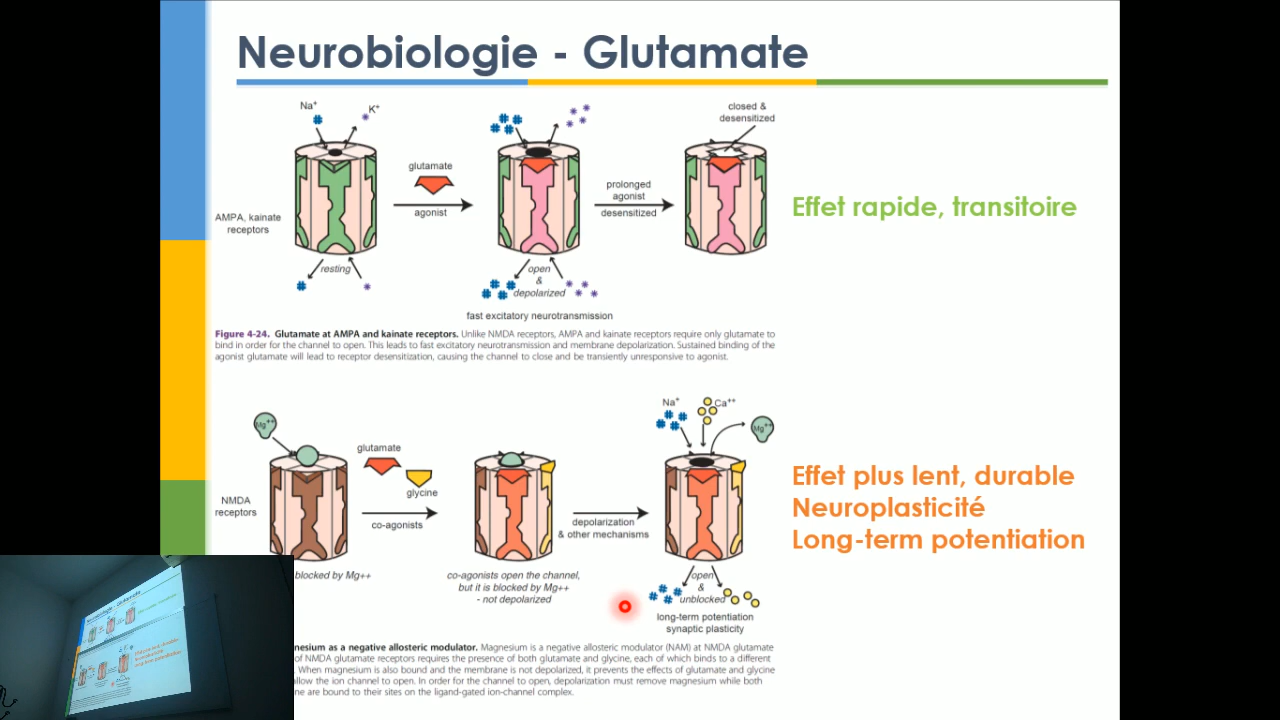 Neurobiologie - Glutamate
Na⁺
K⁺
closed &
desensitized
glutamate
agonist
prolonged
agonist
desensitized
AMPA, kainate
receptors
Effet rapide, transitoire
resting
open
&
depolarized
fast excitatory neurotransmission
Figure 4-24. Glutamate at AMPA and kainate receptors. Unlike NMDA receptors, AMPA and kainate receptors require only glutamate to
bind in order for the channel to open. This leads to fast excitatory neurotransmission and membrane depolarization. Sustained binding of the
agonist glutamate will lead to receptor desensitization, causing the channel to close and be transiently unresponsive to agonist.
Mg⁺⁺
glutamate
glycine
co-agonists
NMDA
receptors
depolarization
& other mechanisms
Na⁺
Ca⁺⁺
Mg⁺⁺
Effet plus lent, durable
Neuroplasticité
Long-term potentiation
blocked by Mg++
co-agonists open the channel,
but it is blocked by Mg++
- not depolarized
open
&
unblocked
long-term potentiation
synaptic plasticity
nesium as a negative allosteric modulator. Magnesium is a negative allosteric modulator (NAM) at NMDA glutamate
of NMDA glutamate receptors requires the presence of both glutamate and glycine, each of which binds to a different
When magnesium is also bound and the membrane is not depolarized, it prevents the effects of glutamate and glycine
llow the ion channel to open. In order for the channel to open, depolarization must remove magnesium while both
ne are bound to their sites on the ligand-gated ion-channel complex.
Neurobiologie - Glutamate